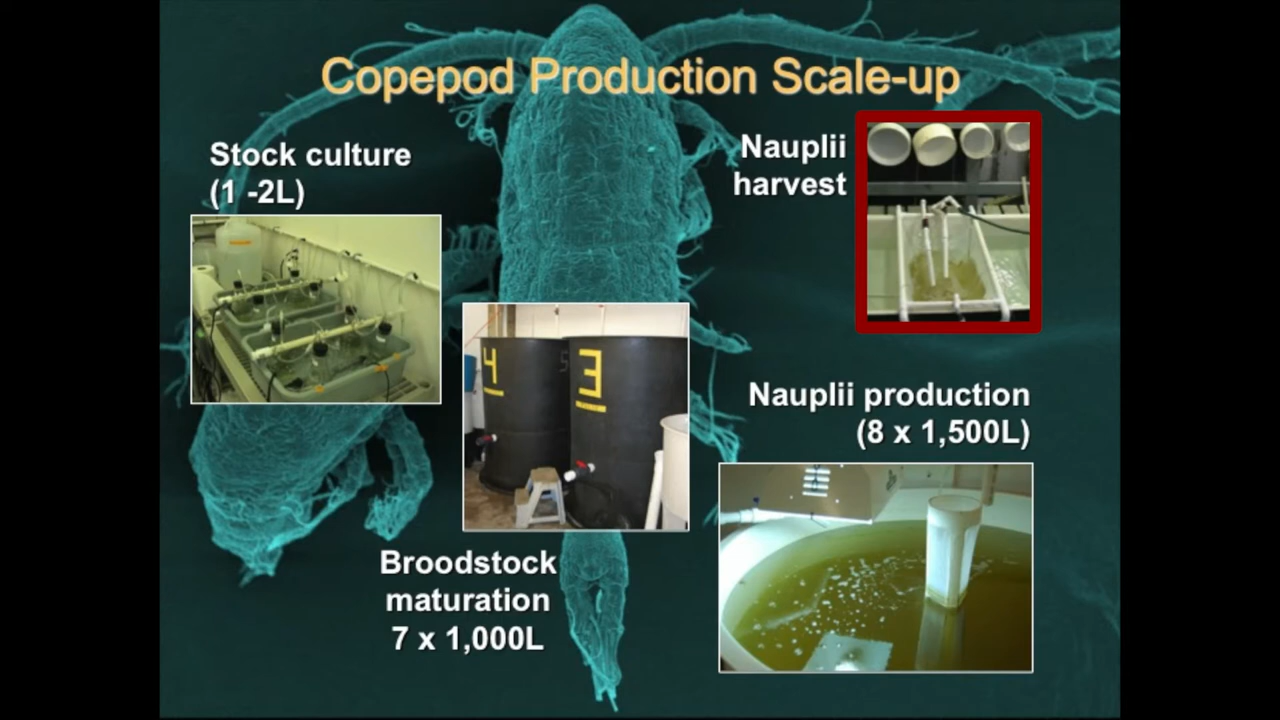 Copepod Production Scale-up
Stock culture
(1 -2L)
Nauplii
harvest
4
5
3
Nauplii production
(8 x 1,500L)
Broodstock
maturation
7 x 1,000L